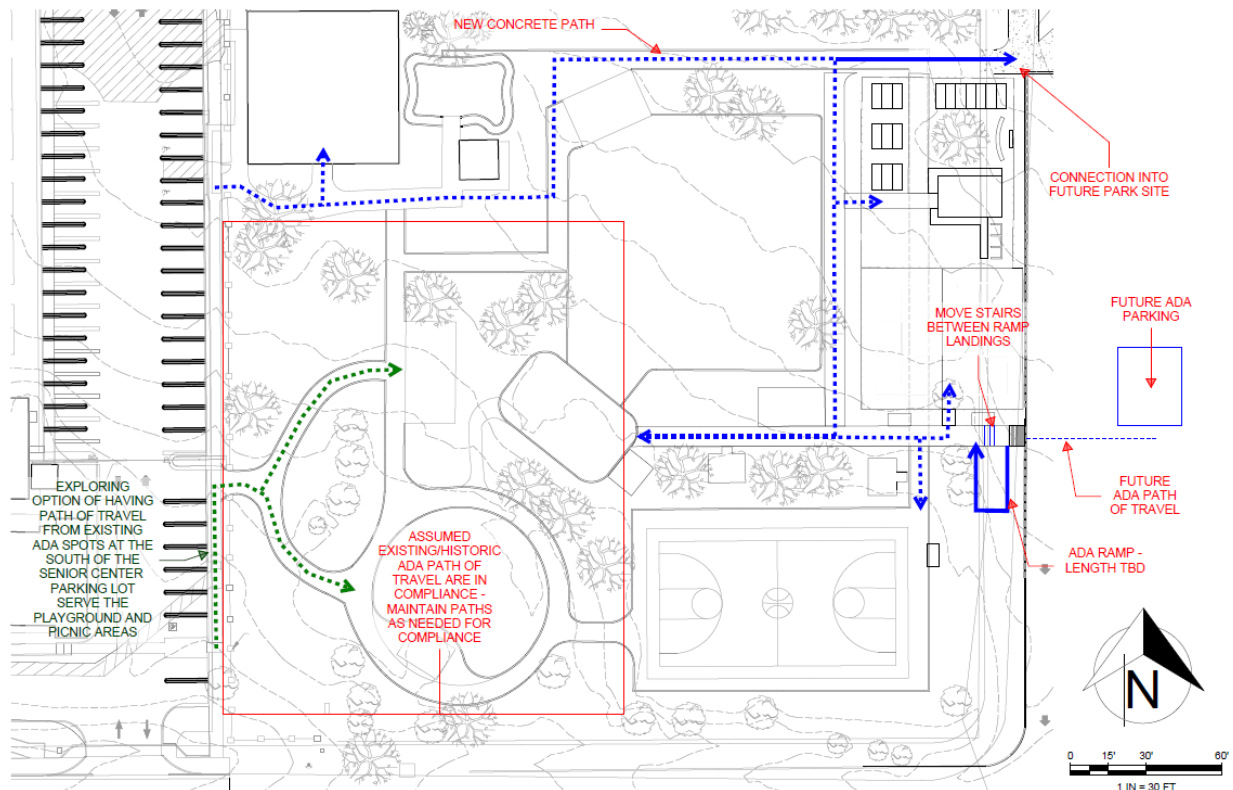 NEW CONCRETE PATH
CONNECTION INTO
FUTURE PARK SITE
MOVE STAIRS
BETWEEN RAMP
LANDINGS
FUTURE ADA
PARKING
EXPLORING
OPTION OF HAVING
PATH OF TRAVEL
FROM EXISTING
ADA SPOTS AT THE
SOUTH OF THE
SENIOR CENTER
PARKING LOT
SERVE THE
PLAYGROUND AND
PICNIC AREAS
ASSUMED
EXISTING/HISTORIC
ADA PATH OF
TRAVEL ARE IN
COMPLIANCE -
MAINTAIN PATHS
AS NEEDED FOR
COMPLIANCE
FUTURE
ADA PATH
OF TRAVEL
ADA RAMP -
LENGTH TBD
N
0 15' 30' 60'
1 IN = 30 FT